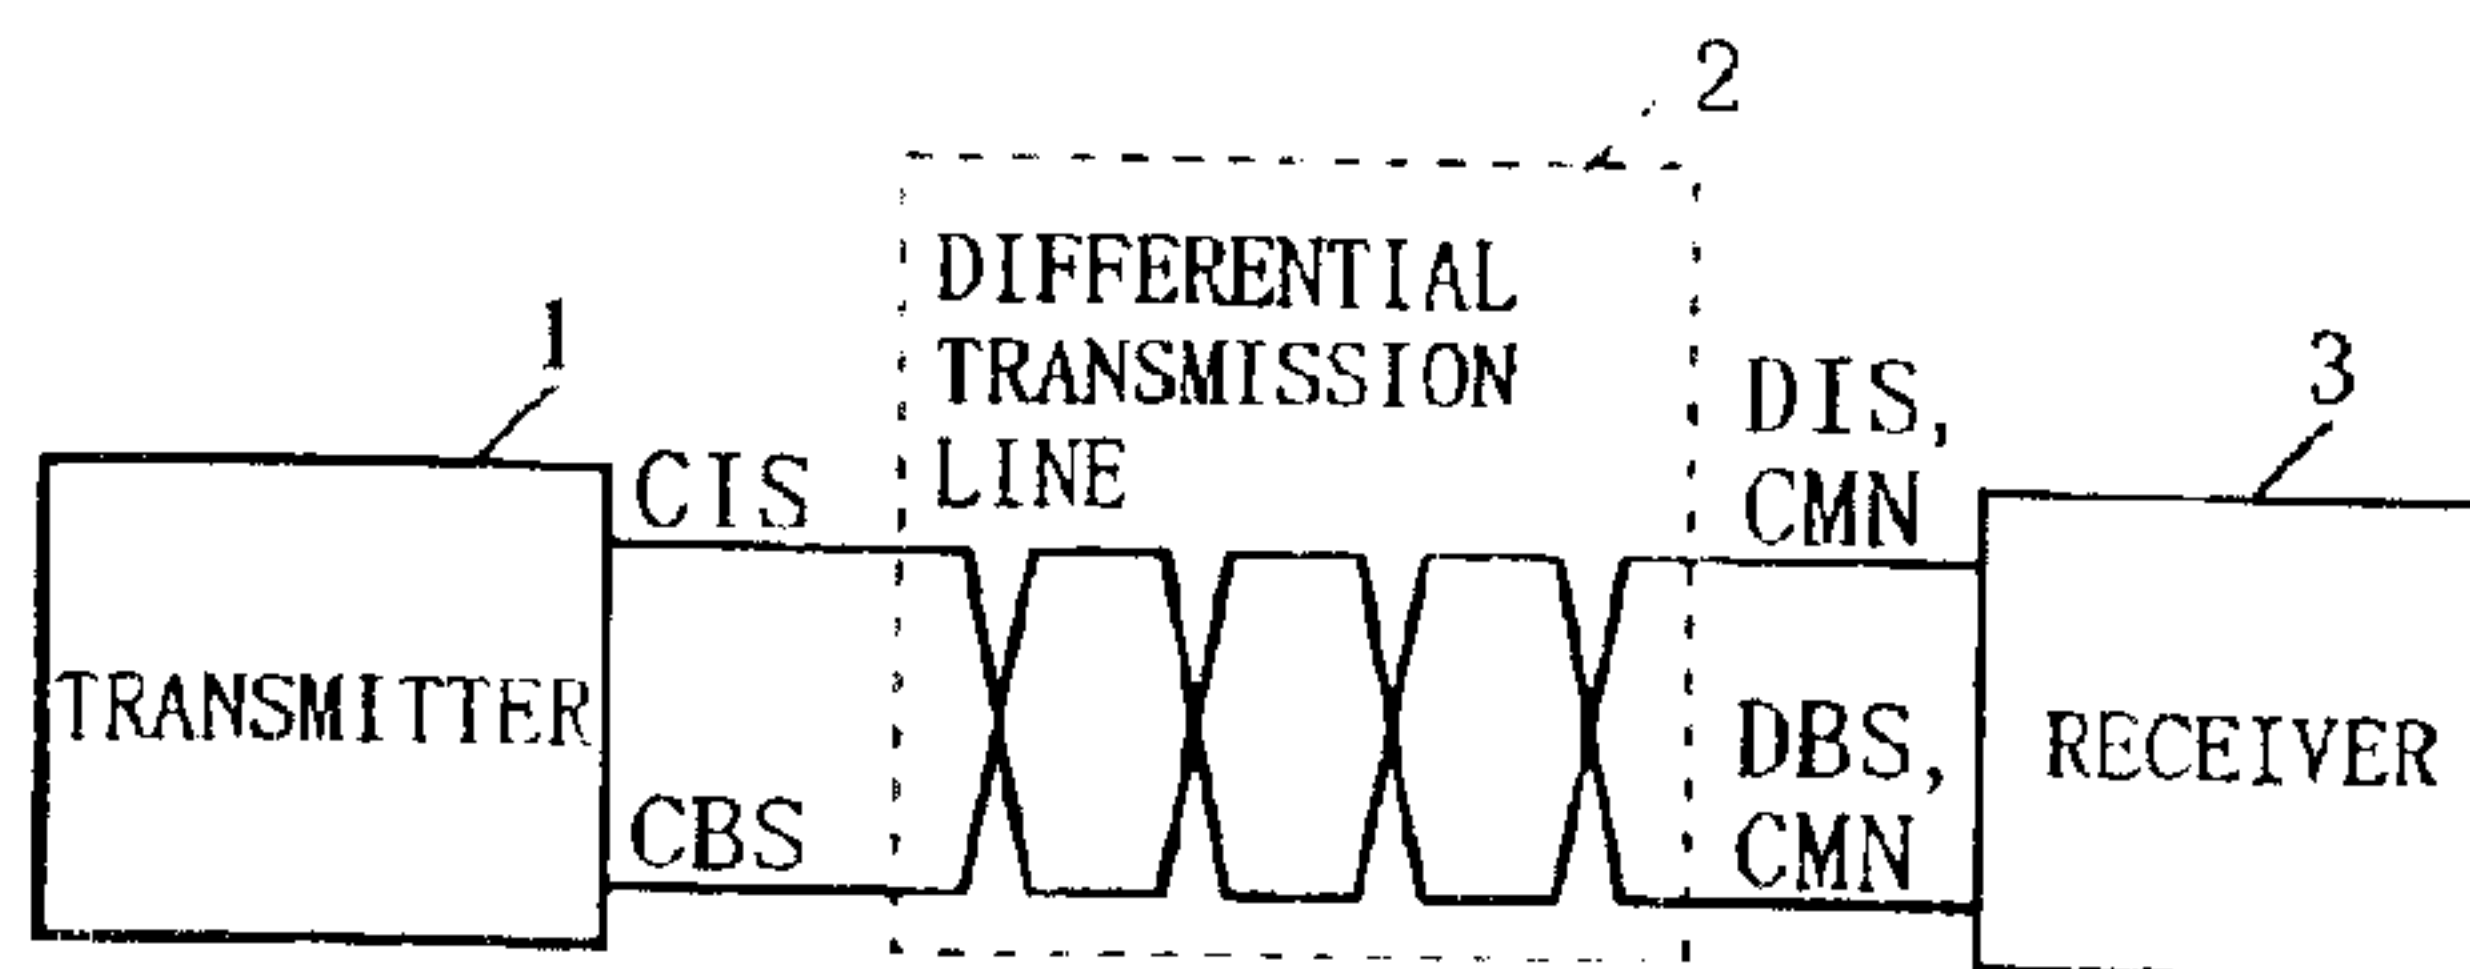 2
DIFFERENTIAL
TRANSMISSION
LINE
1
CIS
TRANSMITTER
CBS
DIS,
CMN
DBS,
CMN
3
RECEIVER